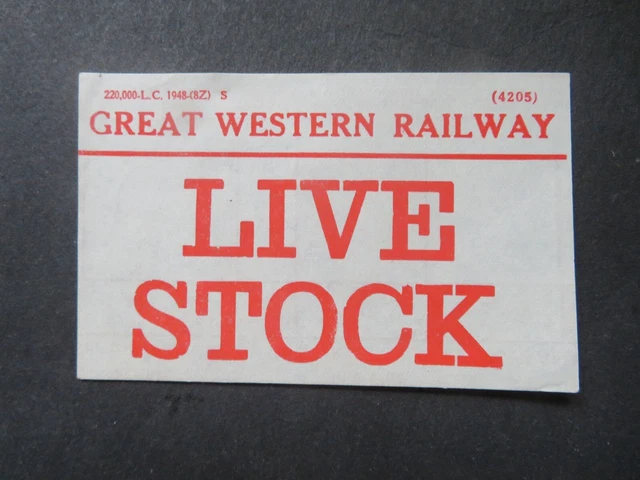 220,000-L. C. 1948-(8Z) S (4205)
GREAT WESTERN RAILWAY
LIVE
STOCK